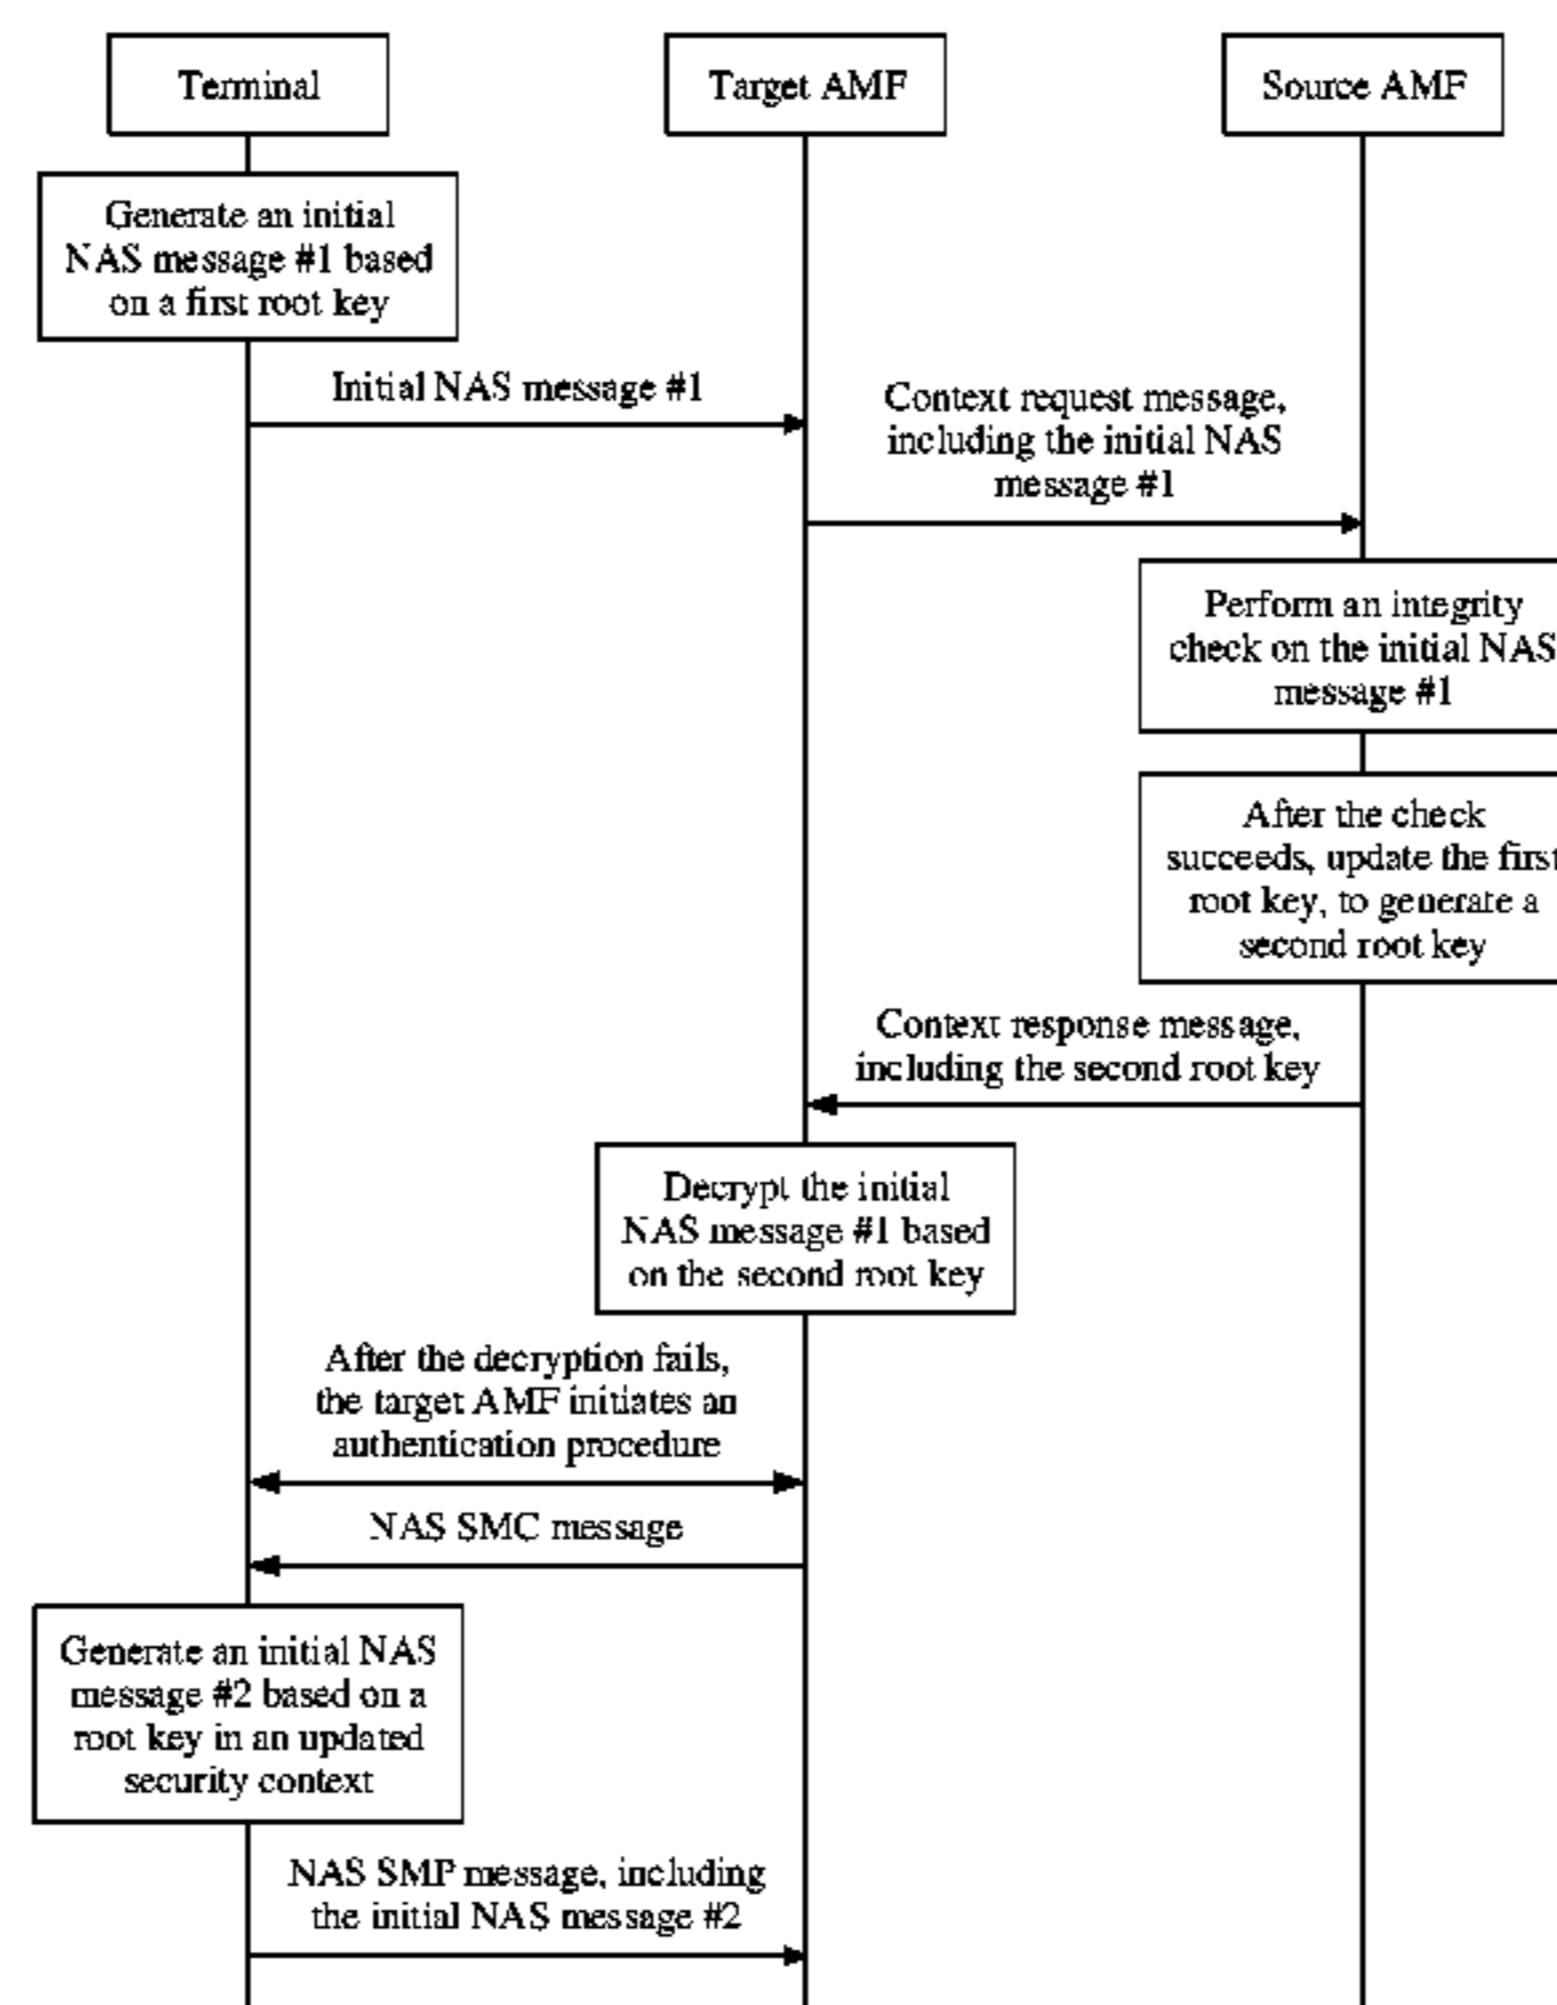 Terminal
Target AMF
Source AMF
Generate an initial
NAS message #1 based
on a first root key
Initial NAS message #1
Context request message,
including the initial NAS
message #1
Perform an integrity
check on the initial NAS
message #1
After the check
succeeds, update the first
root key, to generate a
second root key
Context response message,
including the second root key
Decrypt the initial
NAS message #1 based
on the second root key
After the decryption fails,
the target AMF initiates an
authentication procedure
NAS SMC message
Generate an initial NAS
message #2 based on a
root key in an updated
security context
NAS SMP message, including
the initial NAS message #2